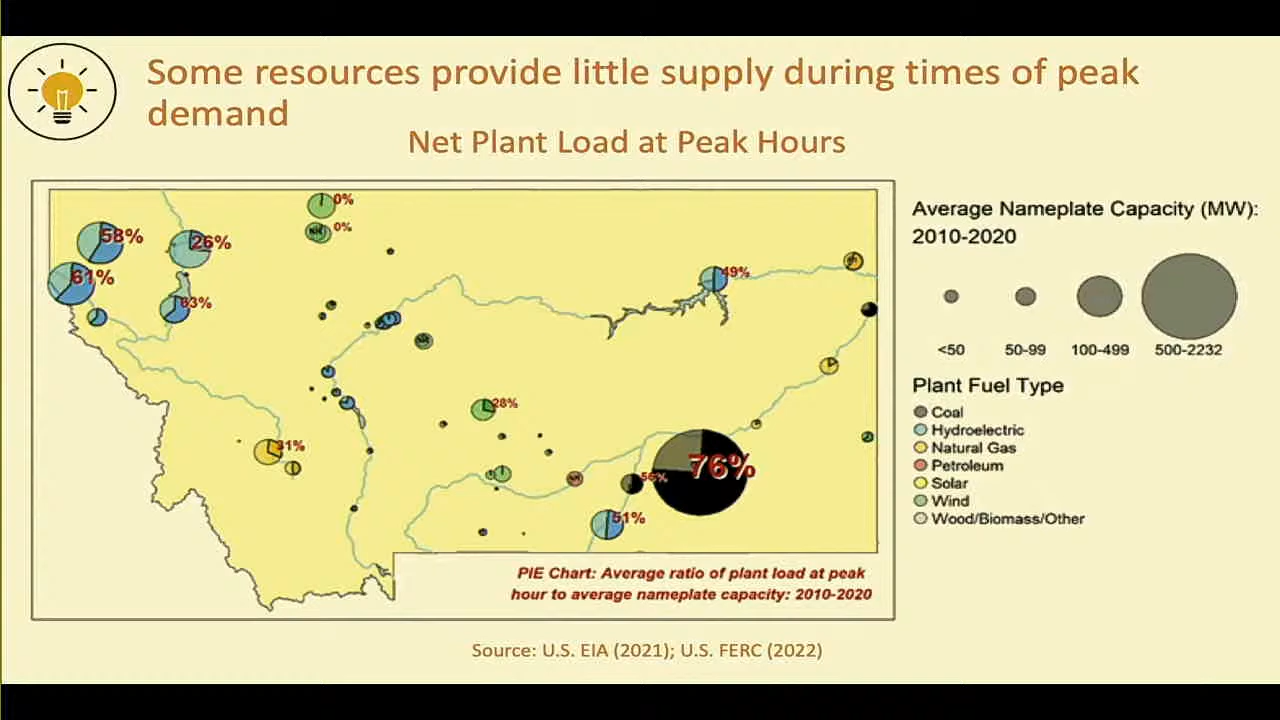 Some resources provide little supply during times of peak
demand
Net Plant Load at Peak Hours
0%
58%
26%
0%
61%
63%
49%
28%
31%
76%
56%
51%
PIE Chart: Average ratio of plant load at peak
hour to average nameplate capacity: 2010-2020
Average Nameplate Capacity (MW):
2010-2020
<50
50-99
100-499
500-2232
Plant Fuel Type
Coal
Hydroelectric
Natural Gas
Petroleum
Solar
Wind
Wood/Biomass/Other
Source: U.S. EIA (2021); U.S. FERC (2022)